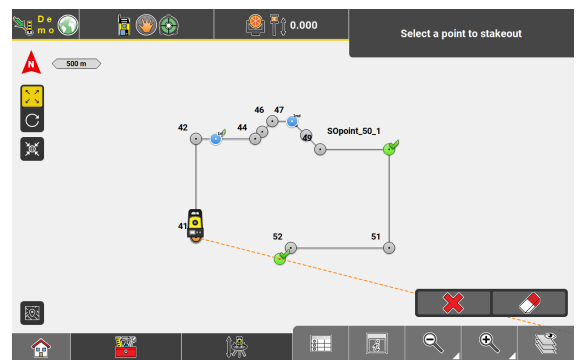 De
mo
0.000
Select a point to stakeout
N
500 m
46 47
42 44 49 SOpoint_50_1
41
52 51